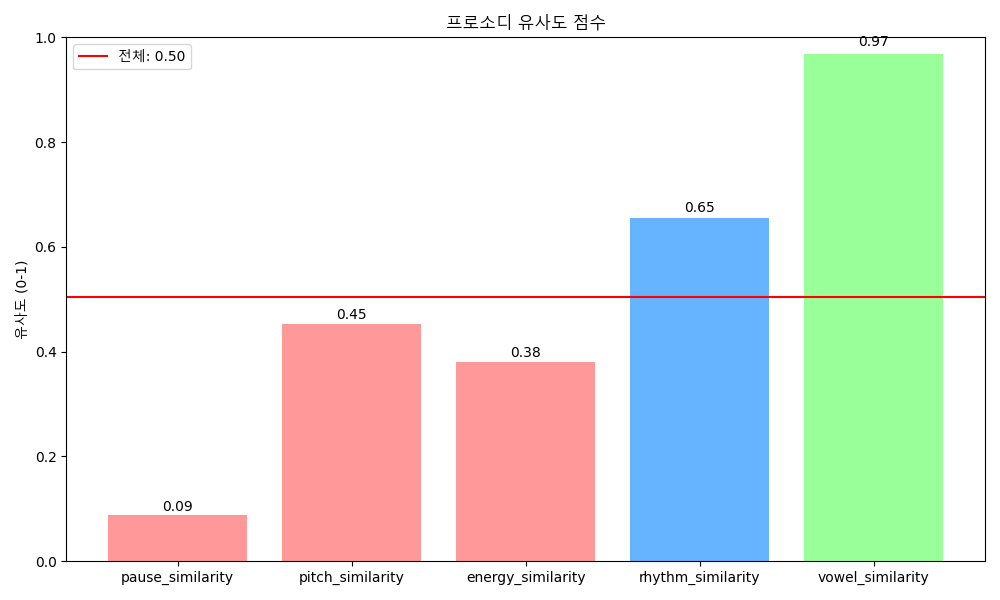 프로소디 유사도 점수
전체: 0.50
유사도 (0-1)
1.0
0.8
0.6
0.4
0.2
0.0
0.09
0.45
0.38
0.65
0.97
pause_similarity
pitch_similarity
energy_similarity
rhythm_similarity
vowel_similarity